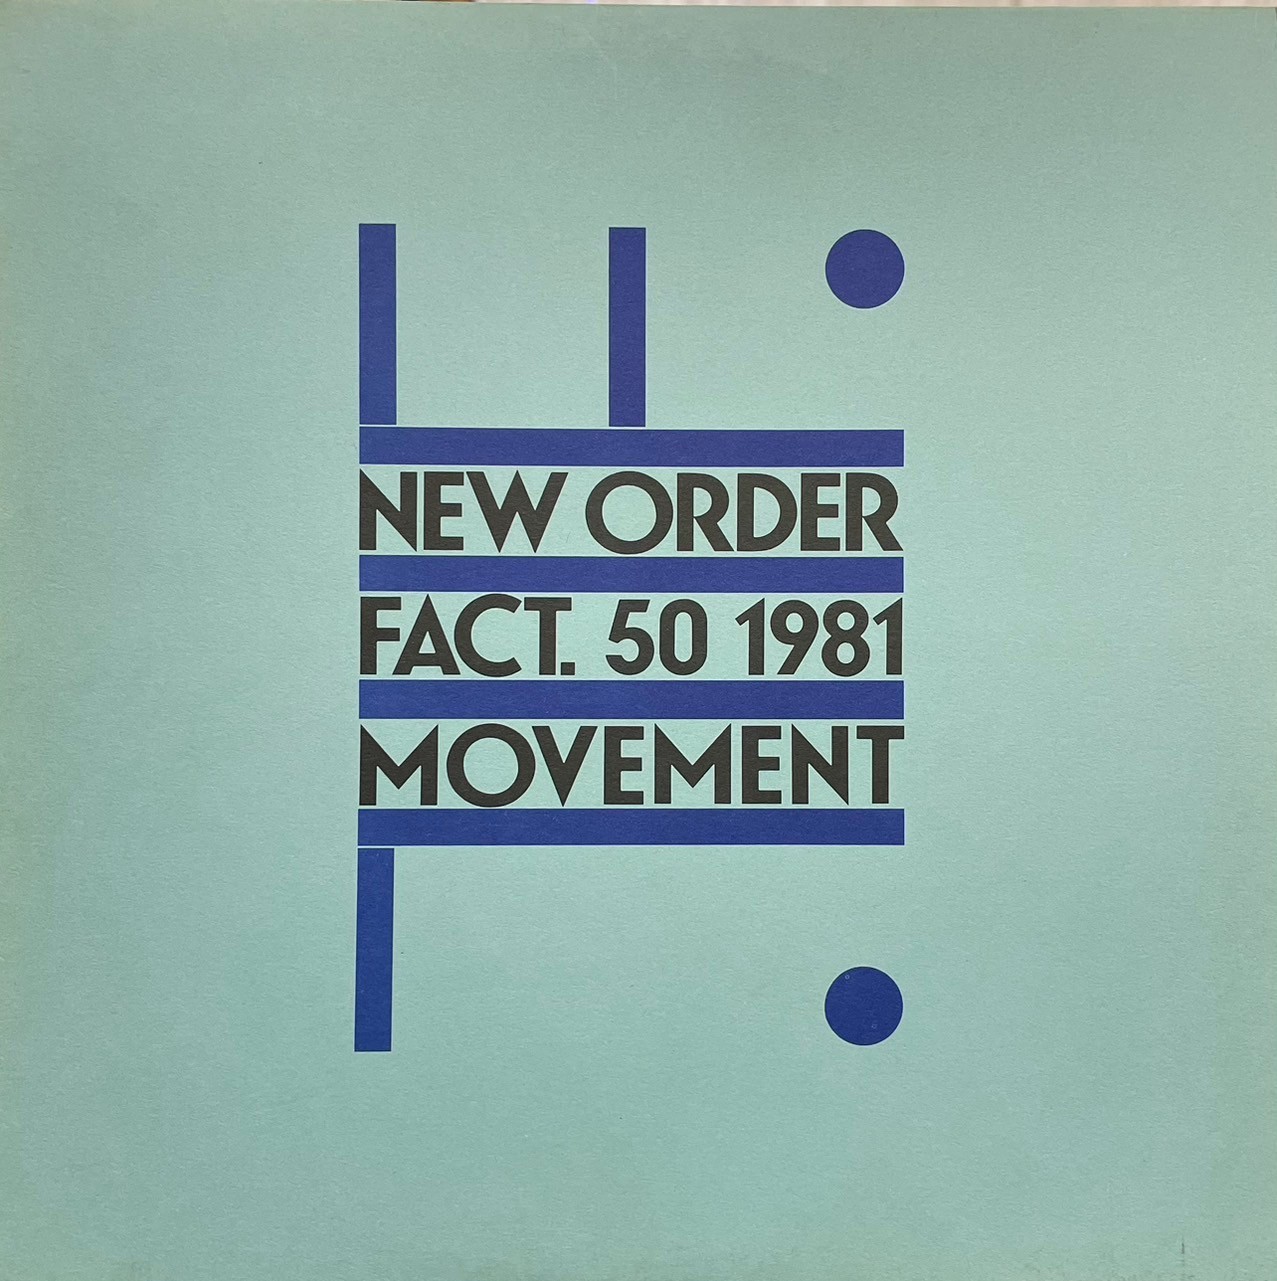 NEW ORDER
FACT. 50 1981
MOVEMENT